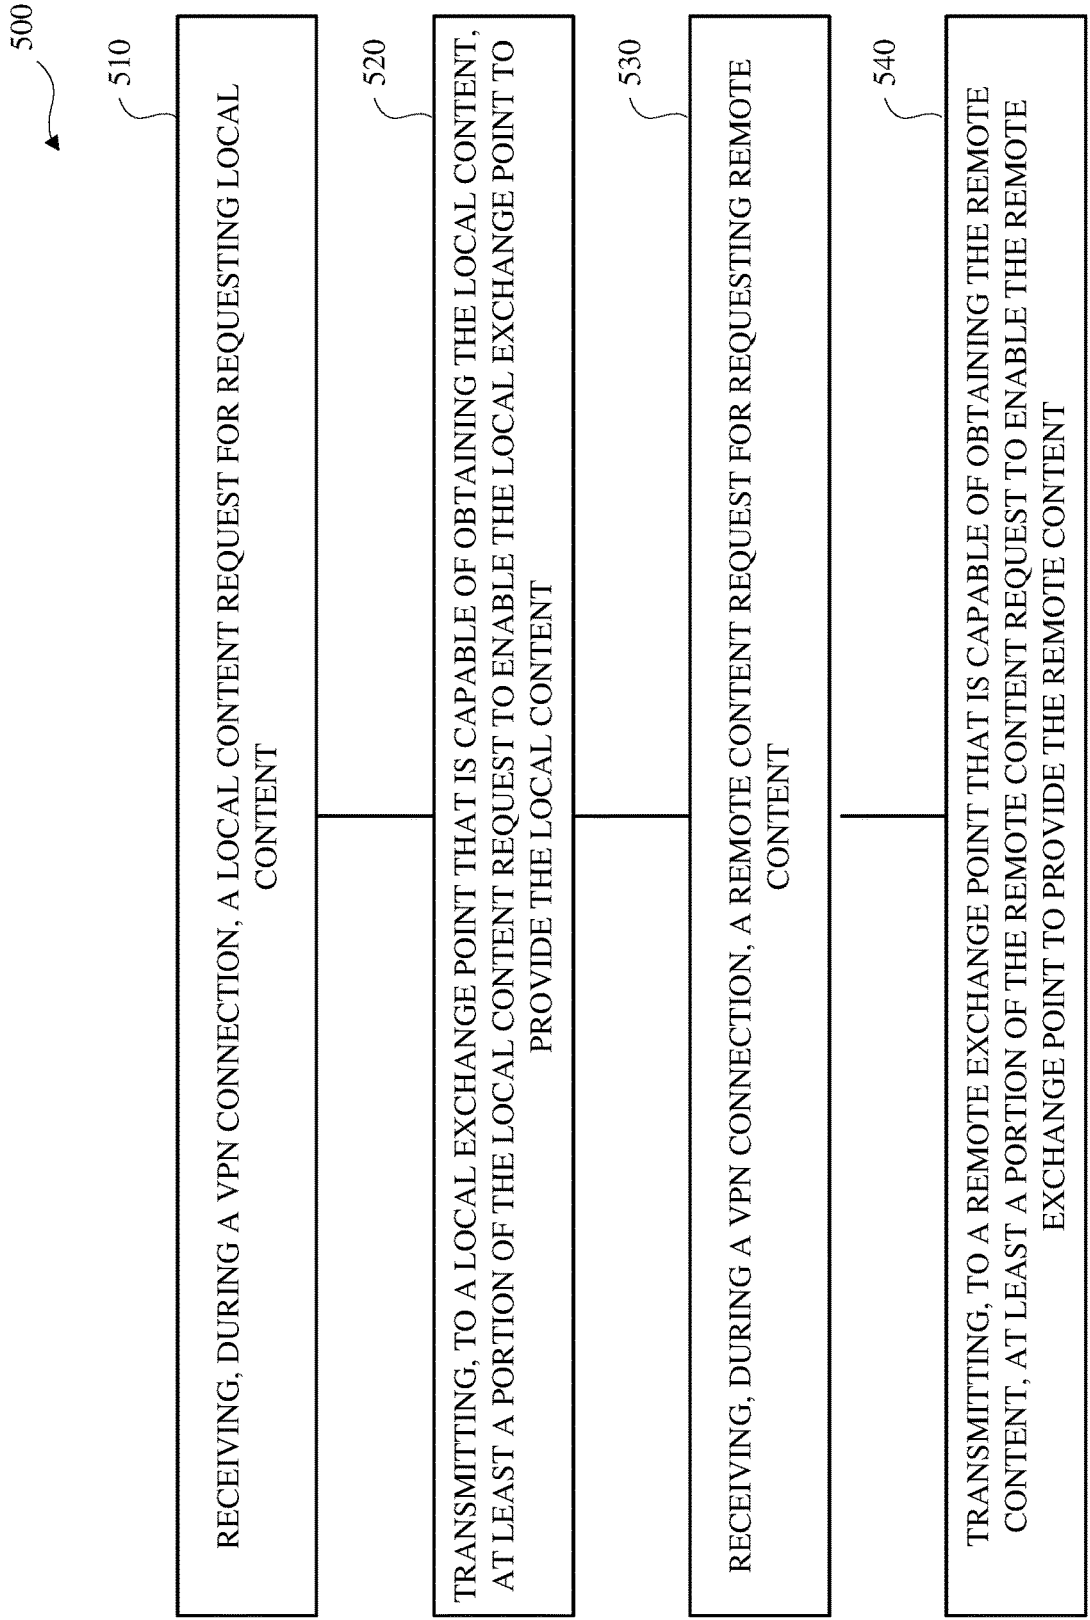 500
510
RECEIVING, DURING A VPN CONNECTION, A LOCAL CONTENT REQUEST FOR REQUESTING LOCAL
CONTENT
520
TRANSMITTING, TO A LOCAL EXCHANGE POINT THAT IS CAPABLE OF OBTAINING THE LOCAL CONTENT,
AT LEAST A PORTION OF THE LOCAL CONTENT REQUEST TO ENABLE THE LOCAL EXCHANGE POINT TO
PROVIDE THE LOCAL CONTENT
530
RECEIVING, DURING A VPN CONNECTION, A REMOTE CONTENT REQUEST FOR REQUESTING REMOTE
CONTENT
540
TRANSMITTING, TO A REMOTE EXCHANGE POINT THAT IS CAPABLE OF OBTAINING THE REMOTE
CONTENT, AT LEAST A PORTION OF THE REMOTE CONTENT REQUEST TO ENABLE THE REMOTE
EXCHANGE POINT TO PROVIDE THE REMOTE CONTENT